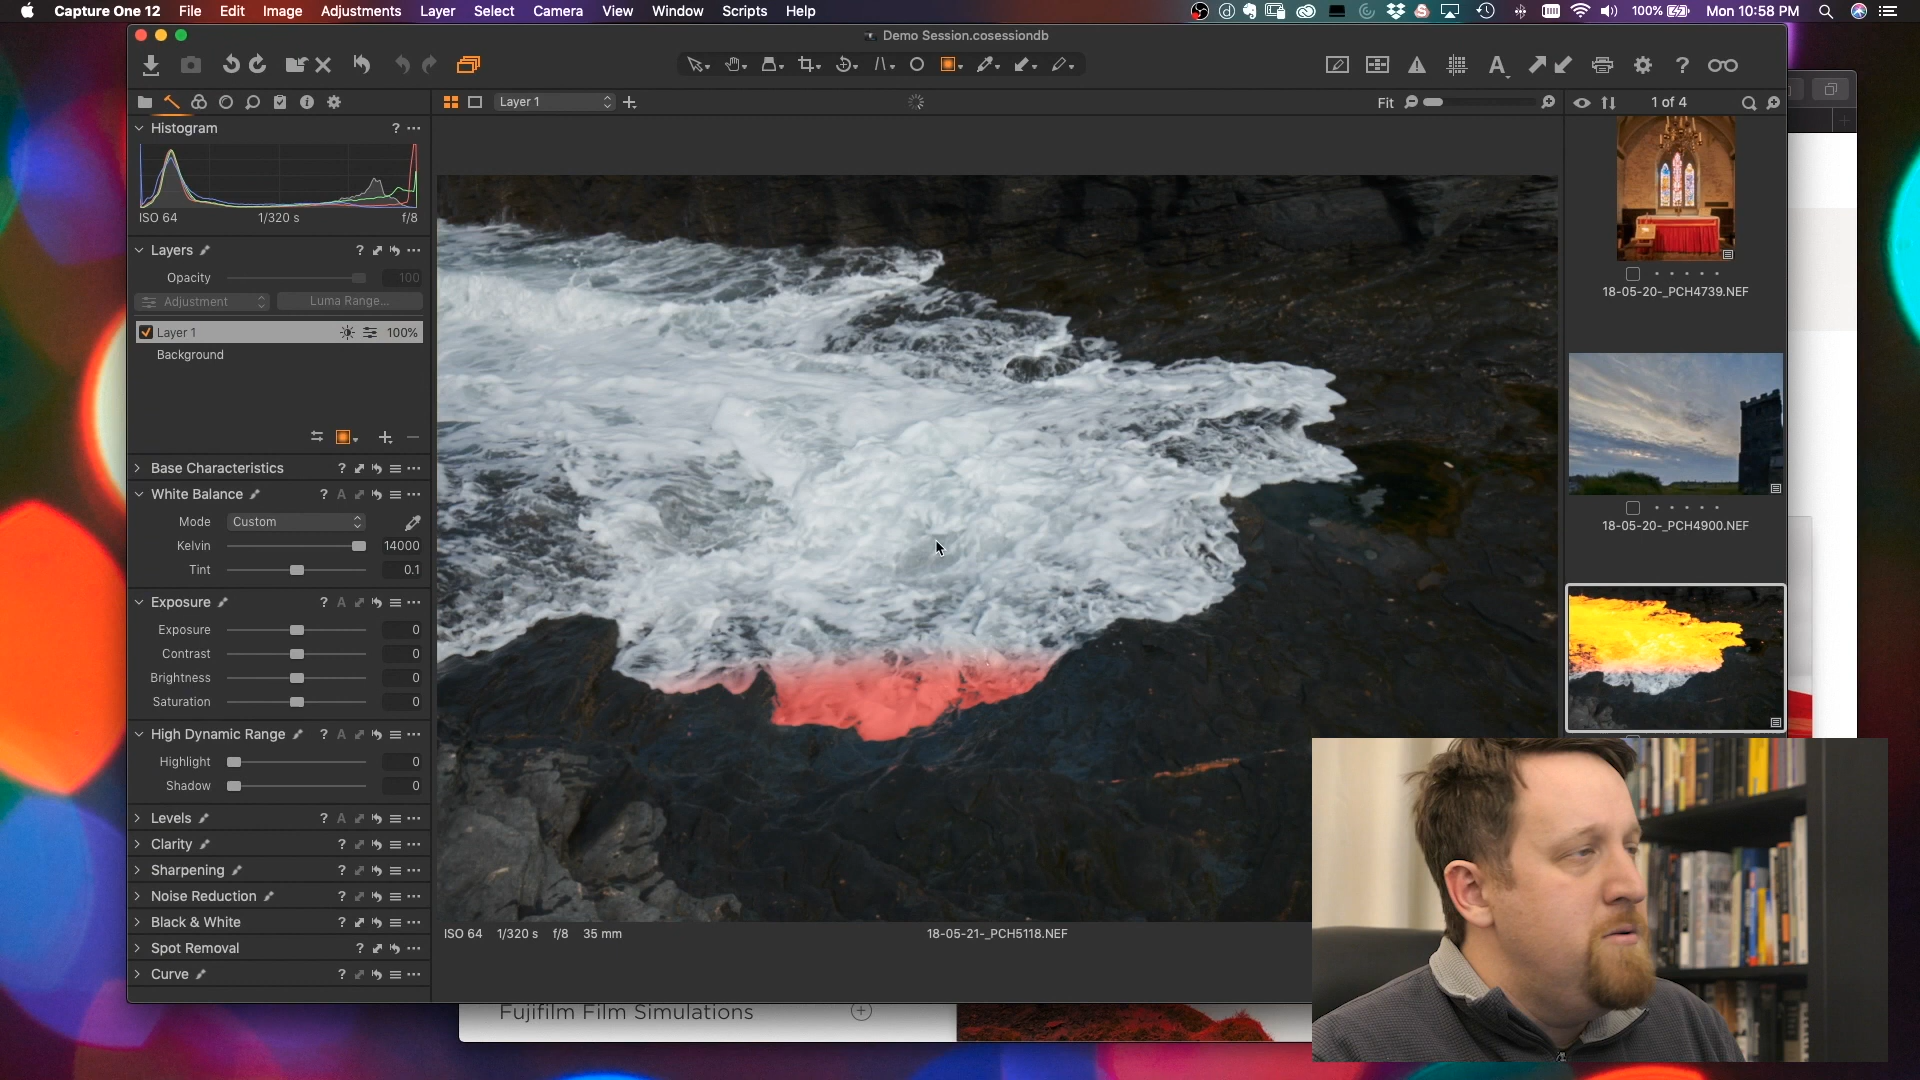 Capture One 12 File Edit Image Adjustments Layer Select Camera View Window Scripts Help 100% Mon 10:58 PM
Demo Session.cosessiondb
Layer 1 Fit 1 of 4
Histogram
ISO 64 1/320 s f/8
Layers
Opacity 100
Adjustment Luma Range...
Layer 1 100%
Background
Base Characteristics
White Balance
Mode Custom
Kelvin 14000
Tint 0.1
Exposure
Exposure 0
Contrast 0
Brightness 0
Saturation 0
High Dynamic Range
Highlight 0
Shadow 0
Levels
Clarity
Sharpening
Noise Reduction
Black & White
Spot Removal
Curve
ISO 64 1/320 s f/8 35 mm 18-05-21-_PCH5118.NEF
18-05-20-_PCH4739.NEF
18-05-20-_PCH4900.NEF
Fujifilm Film Simulations